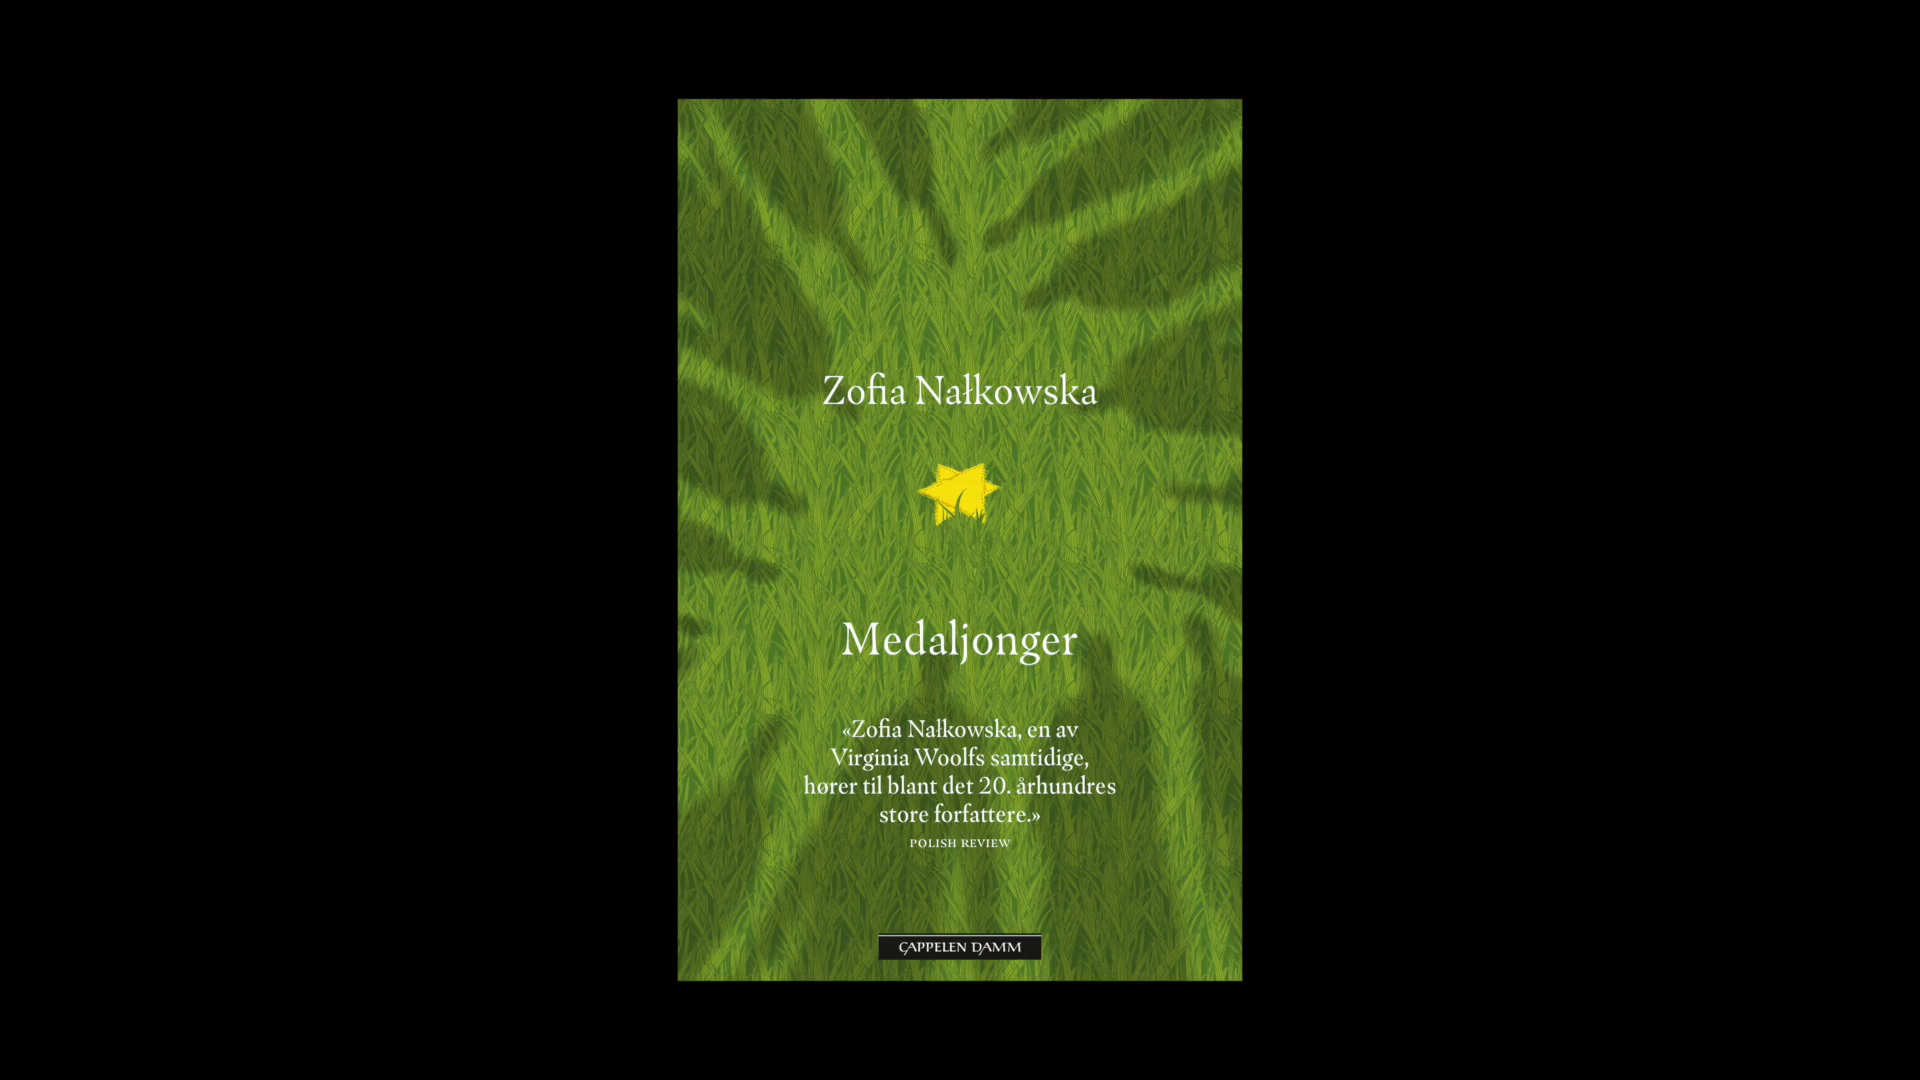 Zofia Nałkowska
Medaljonger
«Zofia Nałkowska, en av
Virginia Woolfs samtidige,
hører til blant det 20. århundres
store forfattere.»
POLISH REVIEW
CAPPELEN DAMM